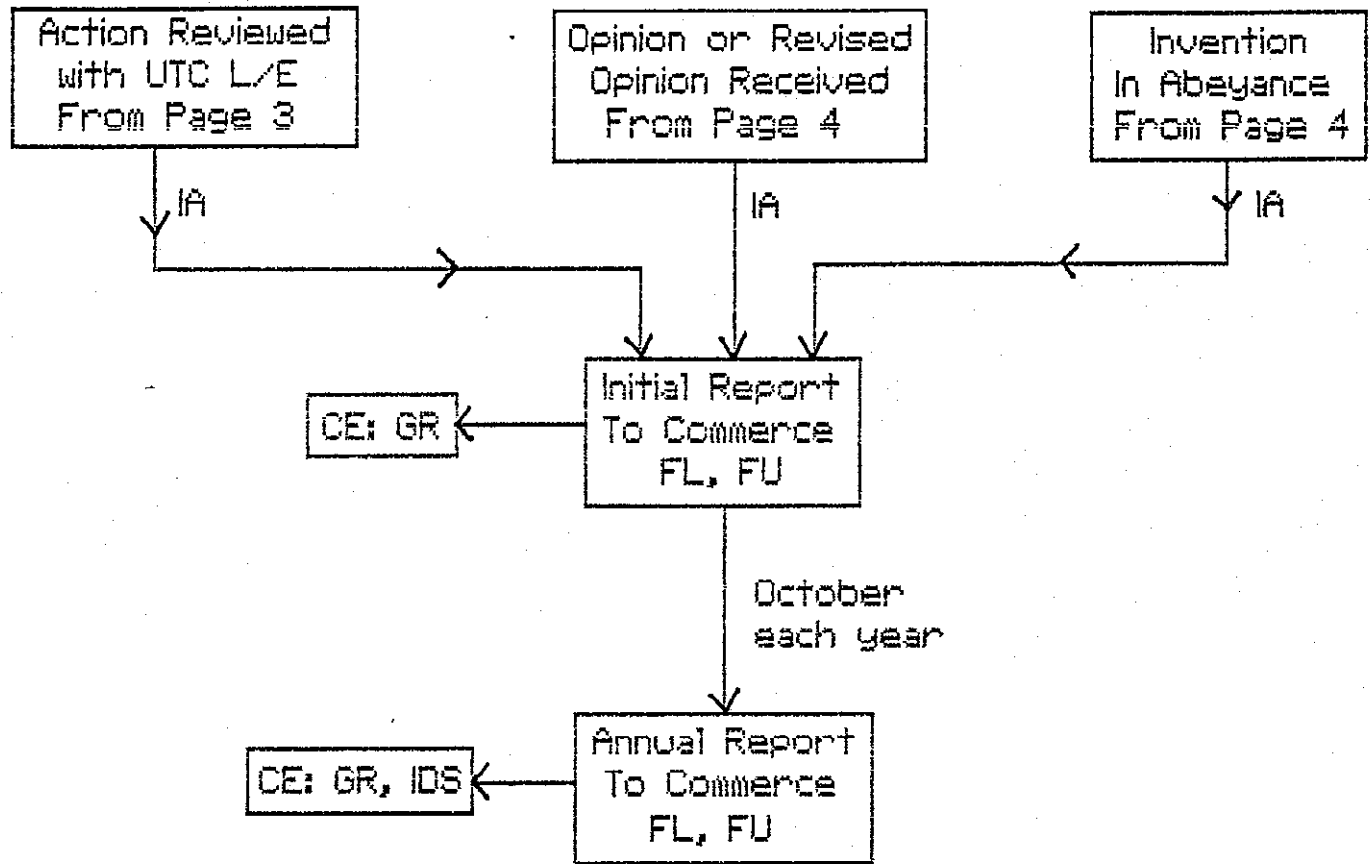 Action Reviewed
with UTC L/E
From Page 3
Opinion or Revised
Opinion Received
From Page 4
Invention
In Abeyance
From Page 4
IA
IA
IA
Initial Report
To Commerce
FL, FU
CE: GR
October
each year
Annual Report
To Commerce
FL, FU
CE: GR, IDS